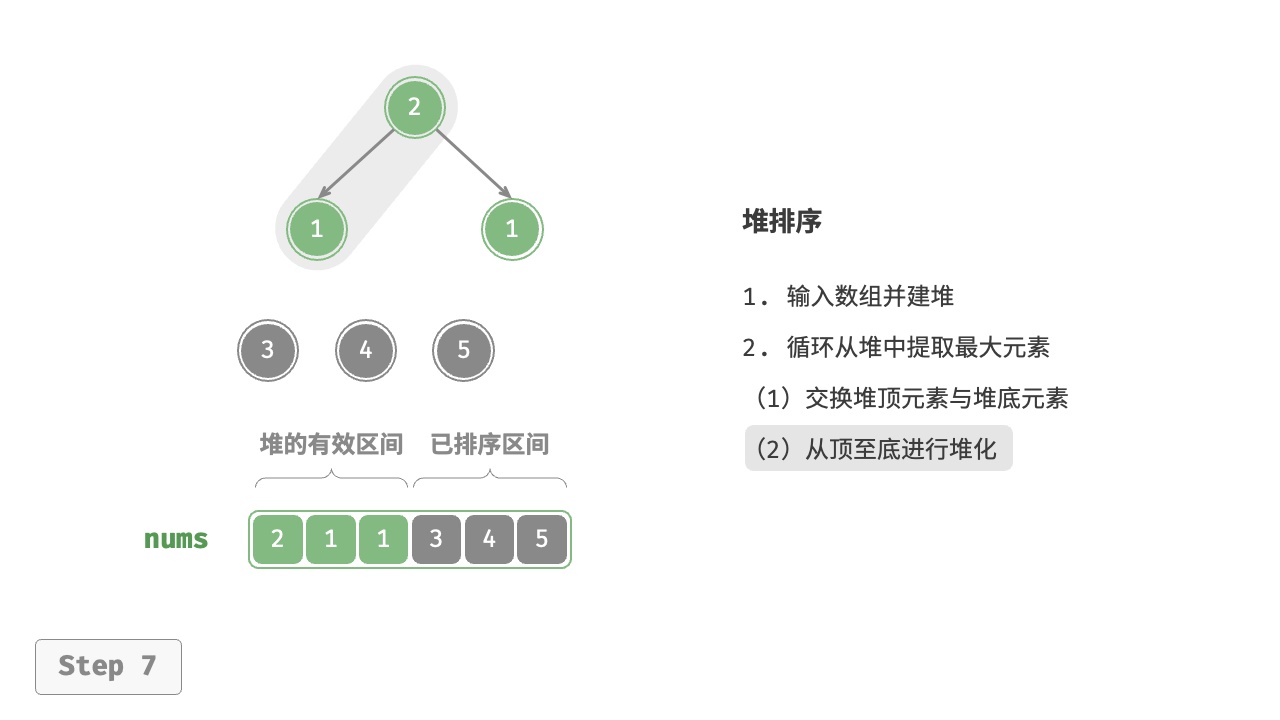 2
1 1
3 4 5
堆的有效区间 已排序区间
nums 2 1 1 3 4 5
Step 7
堆排序
1. 输入数组并建堆
2. 循环从堆中提取最大元素
（1）交换堆顶元素与堆底元素
（2）从顶至底进行堆化